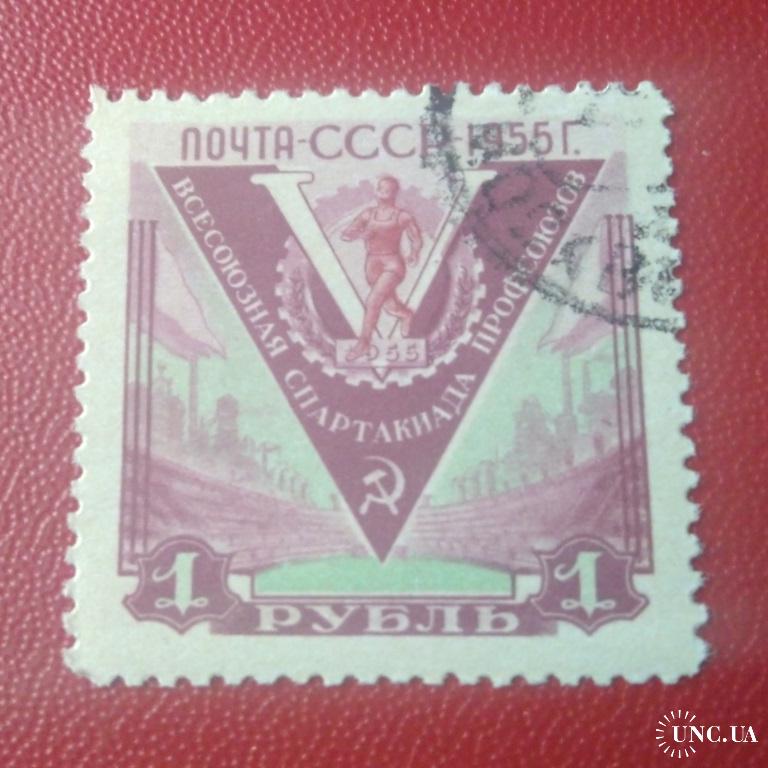 ПОЧТА-СССР-1955Г.
V
ВСЕСОЮЗНАЯ СПАРТАКИАДА ПРОФСОЮЗОВ
1955
1 РУБЛЬ 1
UNC.UA